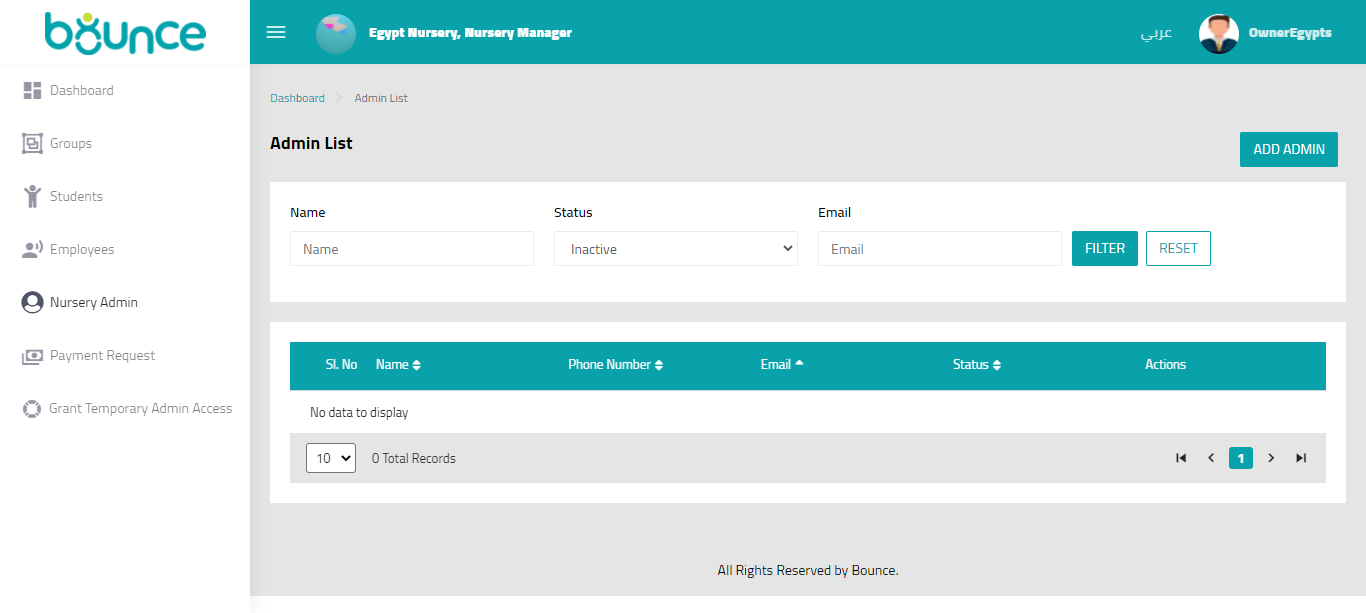 bounce
Egypt Nursery, Nursery Manager
عربي
OwnerEgypts
Dashboard
Groups
Students
Employees
Nursery Admin
Payment Request
Grant Temporary Admin Access
Dashboard Admin List
Admin List
ADD ADMIN
Name Status Email
Name Inactive Email FILTER RESET
Sl. No Name Phone Number Email Status Actions
No data to display
10 0 Total Records 1
All Rights Reserved by Bounce.